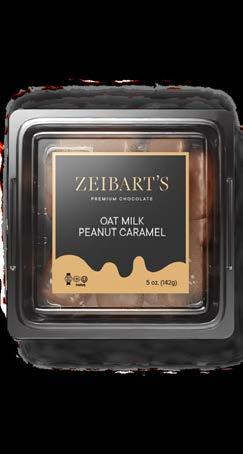 ZEIBART'S
PREMIUM CHOCOLATE
OAT MILK
PEANUT CARAMEL
5 oz. (142g)